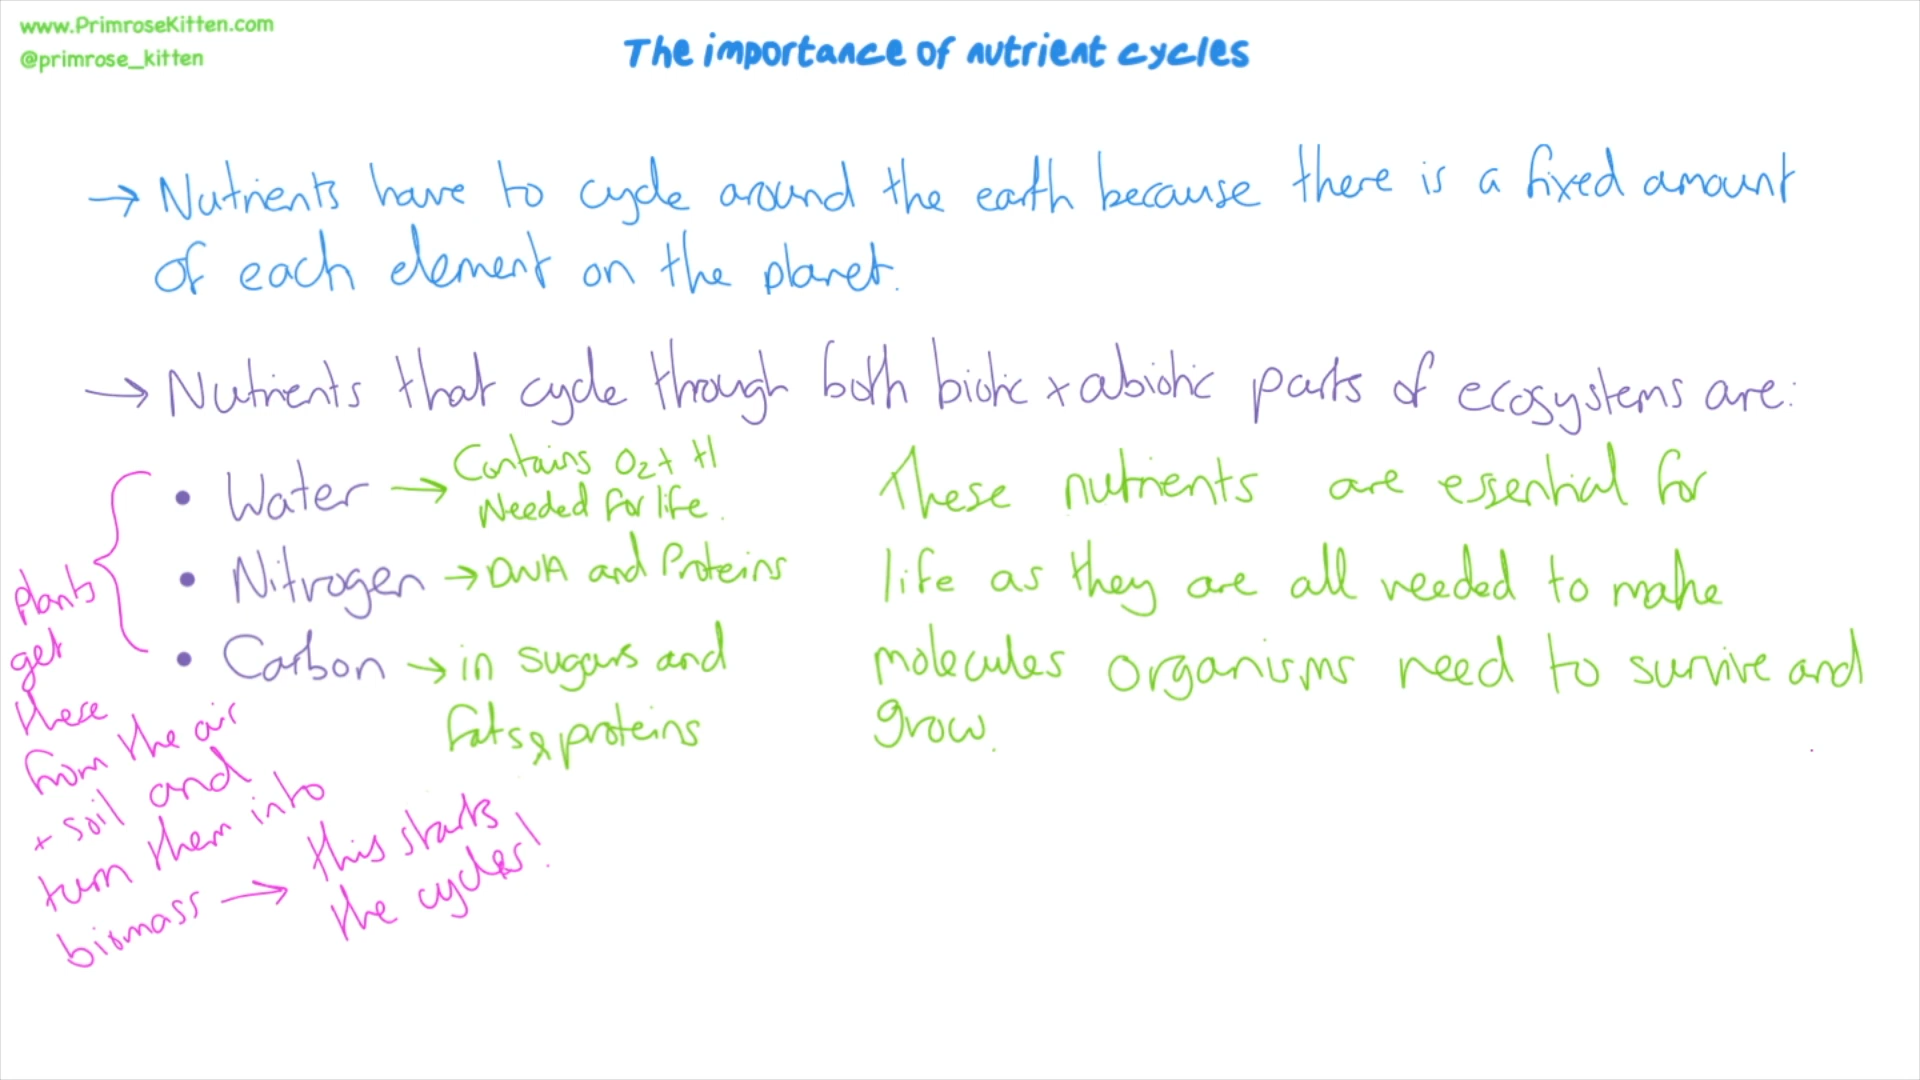 www.PrimroseKitten.com
@primrose_kitten
The importance of nutrient cycles
→ Nutrients have to cycle around the earth because there is a fixed amount
of each element on the planet.
→ Nutrients that cycle through both biotic + abiotic parts of ecosystems are:
• Water → Contains O2 + H
Needed for life.
• Nitrogen → DNA and Proteins
• Carbon → in sugars and
fats & proteins
These nutrients are essential for
life as they are all needed to make
molecules organisms need to survive and
grow.
plants
get
these
from the air
+ soil and
turn them into
biomass → this starts
the cycles!